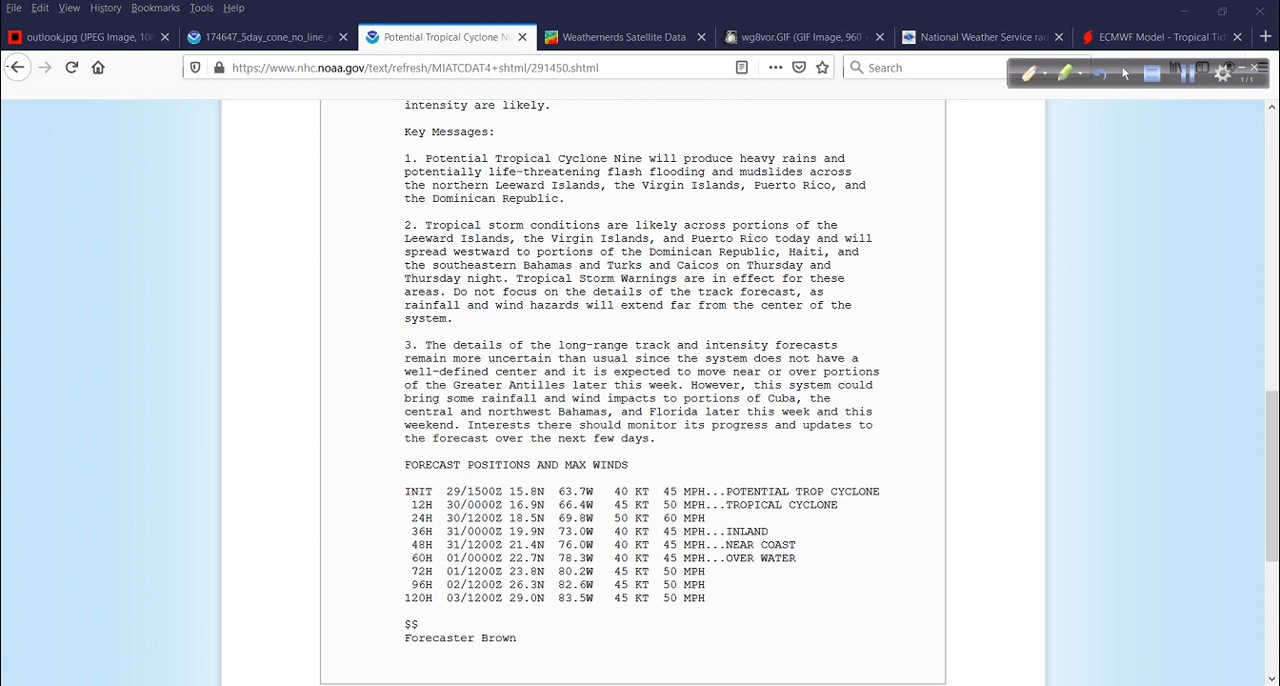 File Edit View History Bookmarks Tools Help
outlook.jpg (JPEG Image, 108
174647_5day_cone_no_line_a
Potential Tropical Cyclone Ni
Weathernerds Satellite Data
wg8vor.GIF (GIF Image, 960
National Weather Service rad
ECMWF Model - Tropical Tid
https://www.nhc.noaa.gov/text/refresh/MIATCDAT4+shtml/291450.shtml
Search
1/1
intensity are likely.
Key Messages:
1. Potential Tropical Cyclone Nine will produce heavy rains and
potentially life-threatening flash flooding and mudslides across
the northern Leeward Islands, the Virgin Islands, Puerto Rico, and
the Dominican Republic.
2. Tropical storm conditions are likely across portions of the
Leeward Islands, the Virgin Islands, and Puerto Rico today and will
spread westward to portions of the Dominican Republic, Haiti, and
the southeastern Bahamas and Turks and Caicos on Thursday and
Thursday night. Tropical Storm Warnings are in effect for these
areas. Do not focus on the details of the track forecast, as
rainfall and wind hazards will extend far from the center of the
system.
3. The details of the long-range track and intensity forecasts
remain more uncertain than usual since the system does not have a
well-defined center and it is expected to move near or over portions
of the Greater Antilles later this week. However, this system could
bring some rainfall and wind impacts to portions of Cuba, the
central and northwest Bahamas, and Florida later this week and this
weekend. Interests there should monitor its progress and updates to
the forecast over the next few days.
FORECAST POSITIONS AND MAX WINDS
INIT 29/1500Z 15.8N 63.7W 40 KT 45 MPH...POTENTIAL TROP CYCLONE
12H 30/0000Z 16.9N 66.4W 45 KT 50 MPH...TROPICAL CYCLONE
24H 30/1200Z 18.5N 69.8W 50 KT 60 MPH
36H 31/0000Z 19.9N 73.0W 40 KT 45 MPH...INLAND
48H 31/1200Z 21.4N 76.0W 40 KT 45 MPH...NEAR COAST
60H 01/0000Z 22.7N 78.3W 40 KT 45 MPH...OVER WATER
72H 01/1200Z 23.8N 80.2W 45 KT 50 MPH
96H 02/1200Z 26.3N 82.6W 45 KT 50 MPH
120H 03/1200Z 29.0N 83.5W 45 KT 50 MPH
$$
Forecaster Brown